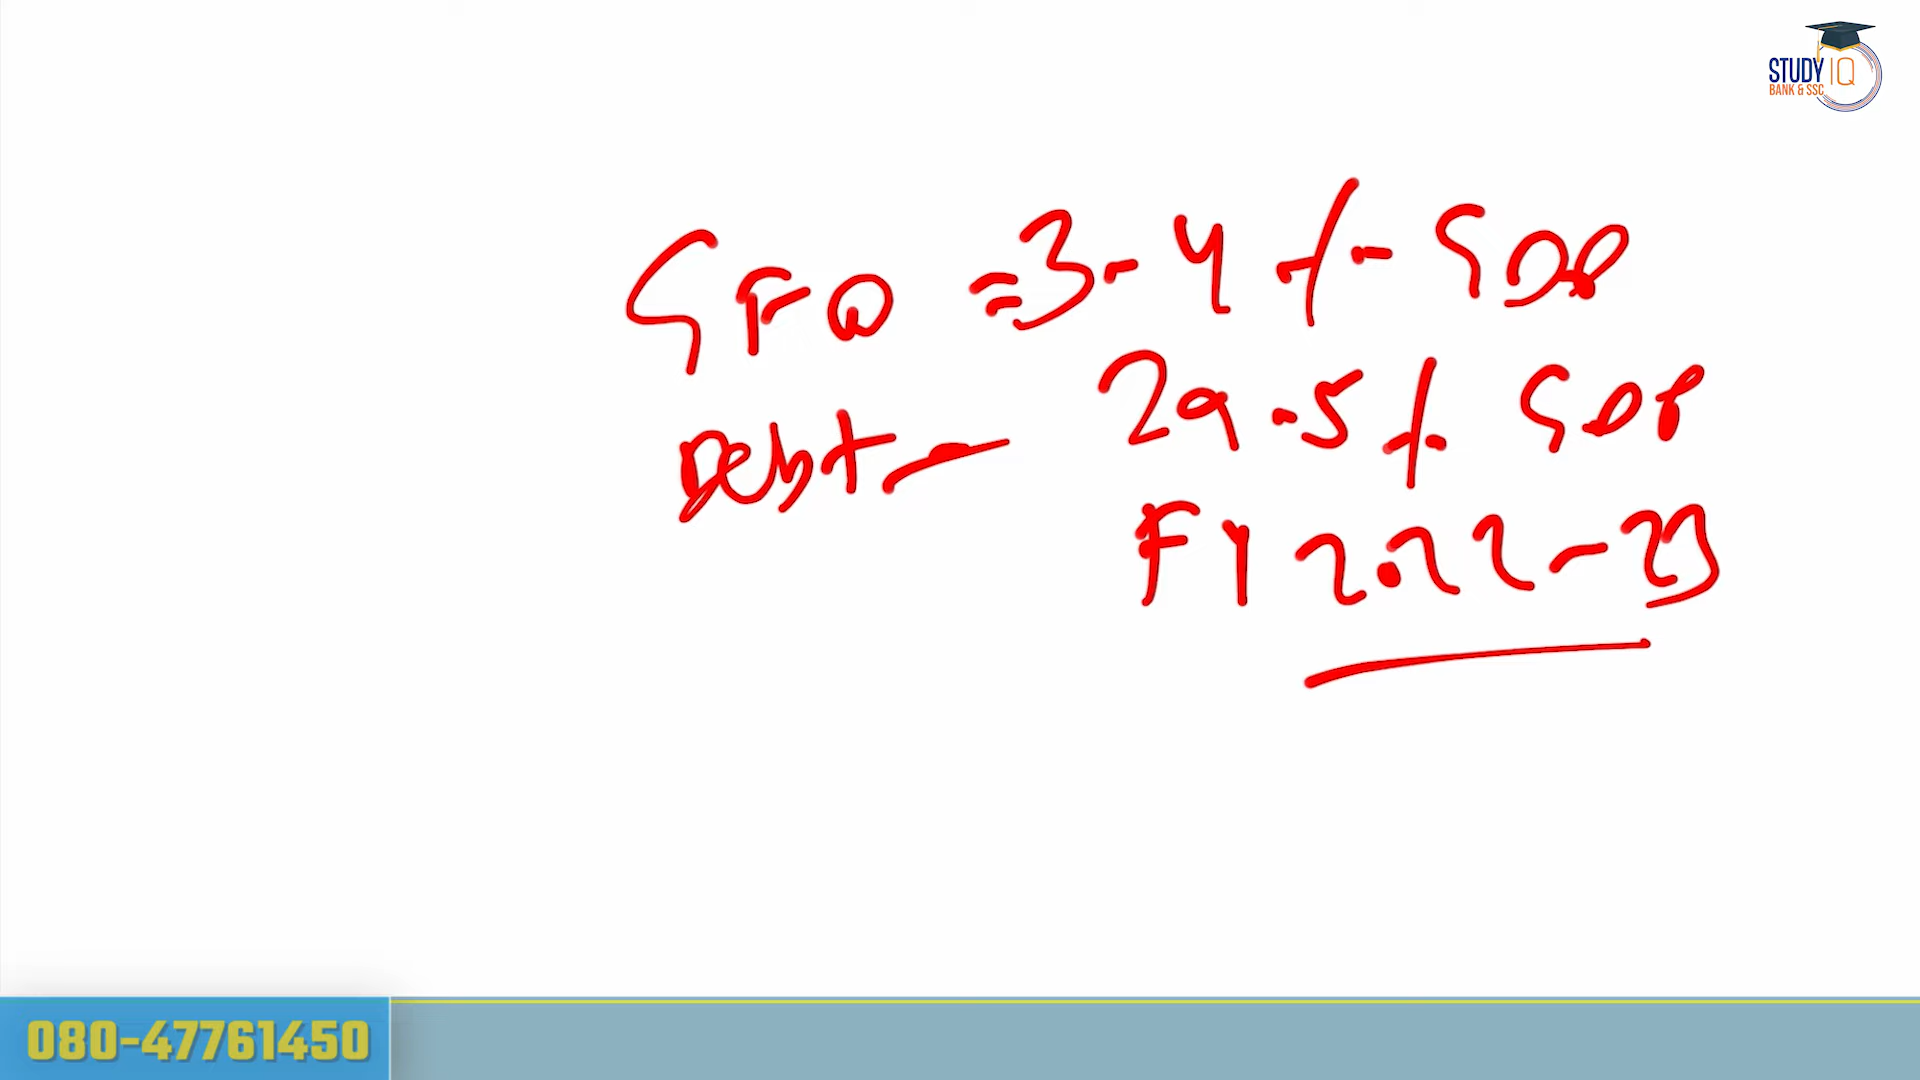 STUDY IQ
BANK & SSC
GFD = 3.4 % GDP
Debt - 29.5 % GDP
FY 2022-23
080-47761450